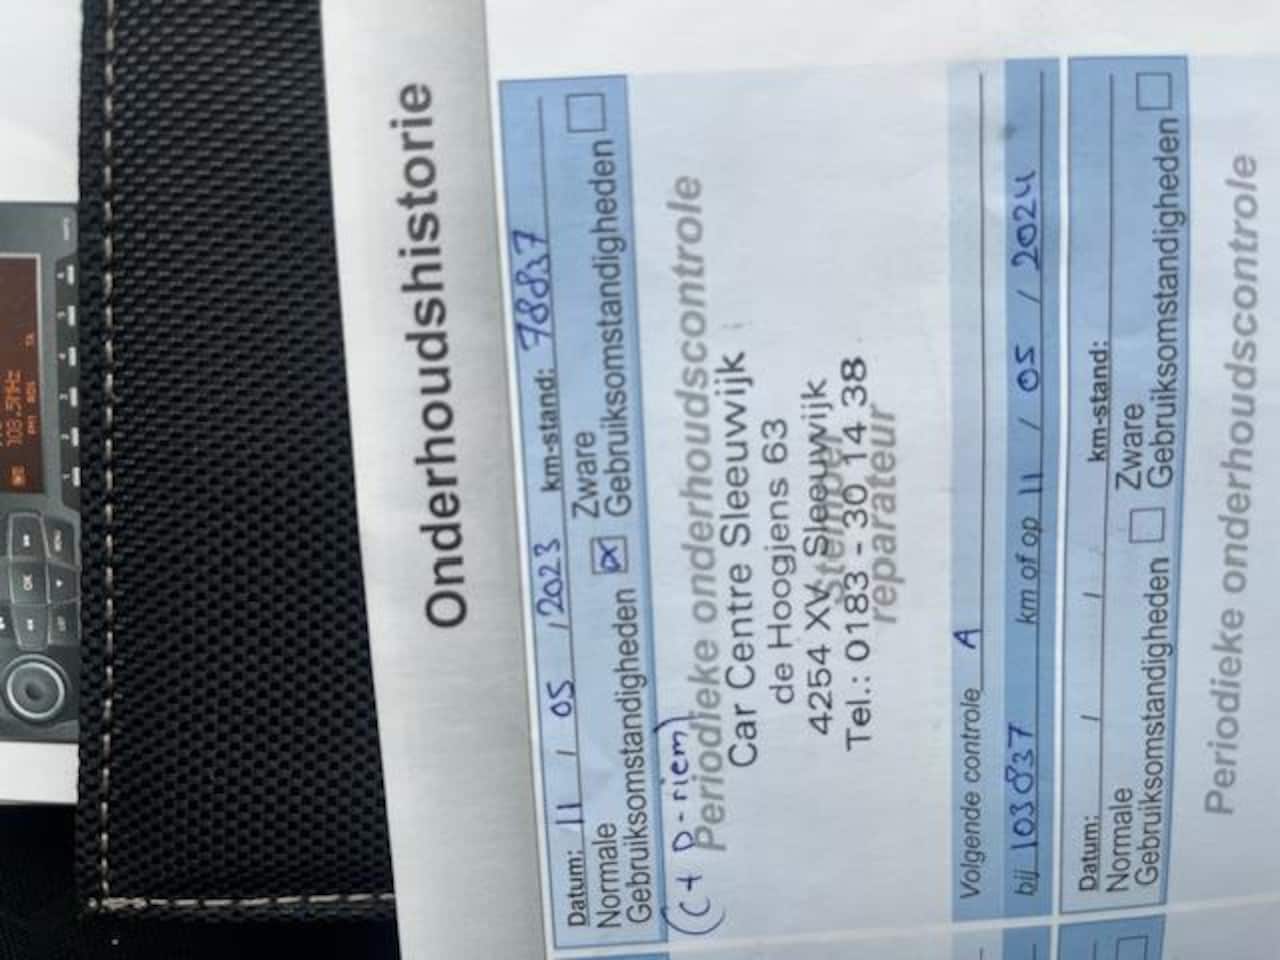 103.5MHz
Onderhoudshistorie
Datum: 11 / 05 / 2023 km-stand: 78837
Normale Gebruiksomstandigheden ☒ Zware Gebruiksomstandigheden ☐
(C + D-riem)
Periodieke onderhoudscontrole
Car Centre Sleeuwijk
de Hoogjens 63
4254 XV Sleeuwijk
Stempel
Tel.: 0183 - 30 14 38
reparateur
Volgende controle A
bij 103837 km of op 11 / 05 / 2024
Datum: / / km-stand:
Normale Gebruiksomstandigheden ☐ Zware Gebruiksomstandigheden ☐
Periodieke onderhoudscontrole